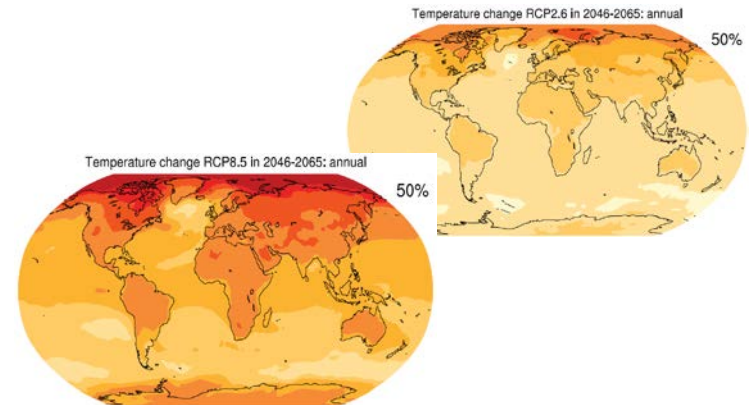 Temperature change RCP2.6 in 2046-2065: annual
50%
Temperature change RCP8.5 in 2046-2065: annual
50%